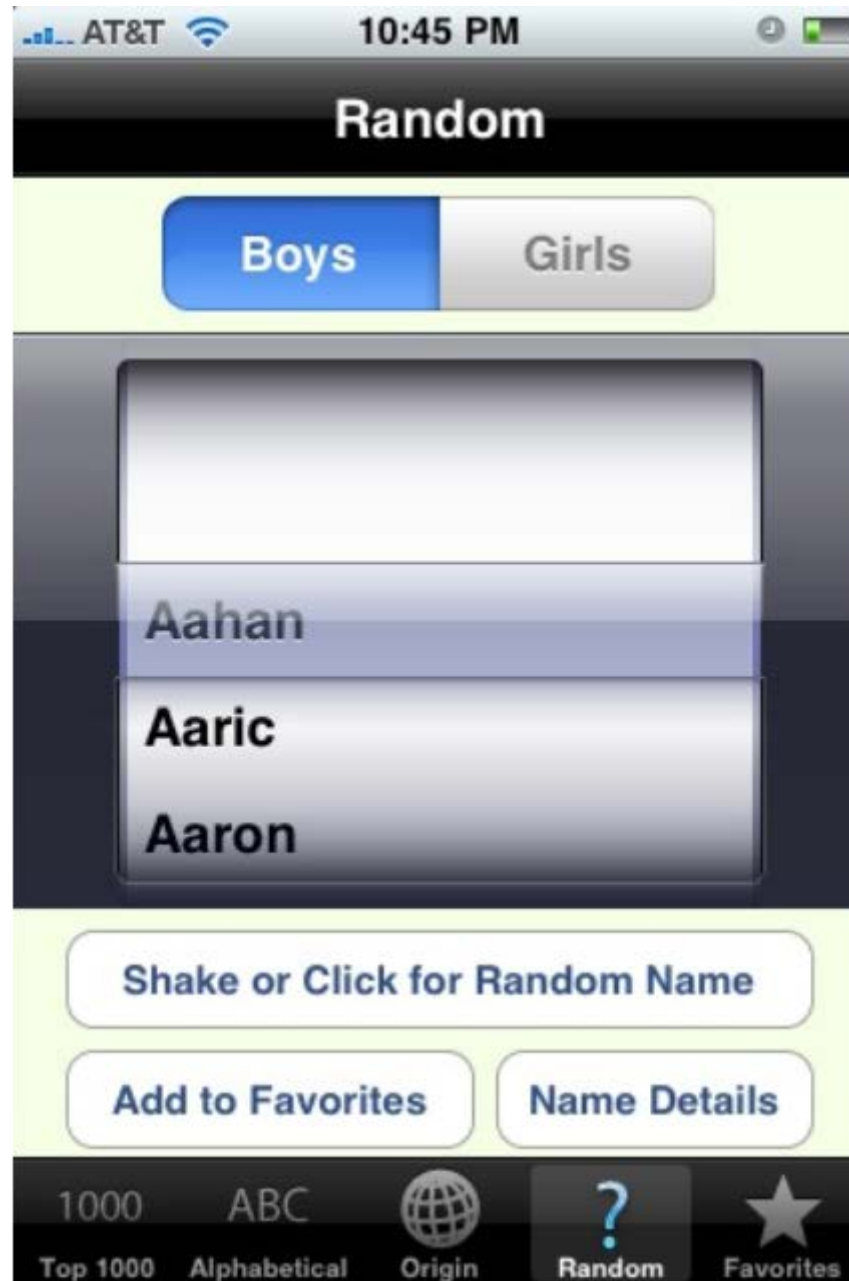 AT&T 10:45 PM
Random
Boys Girls
Aahan
Aaric
Aaron
Shake or Click for Random Name
Add to Favorites Name Details
1000 ABC ?
Top 1000 Alphabetical Origin Random Favorites